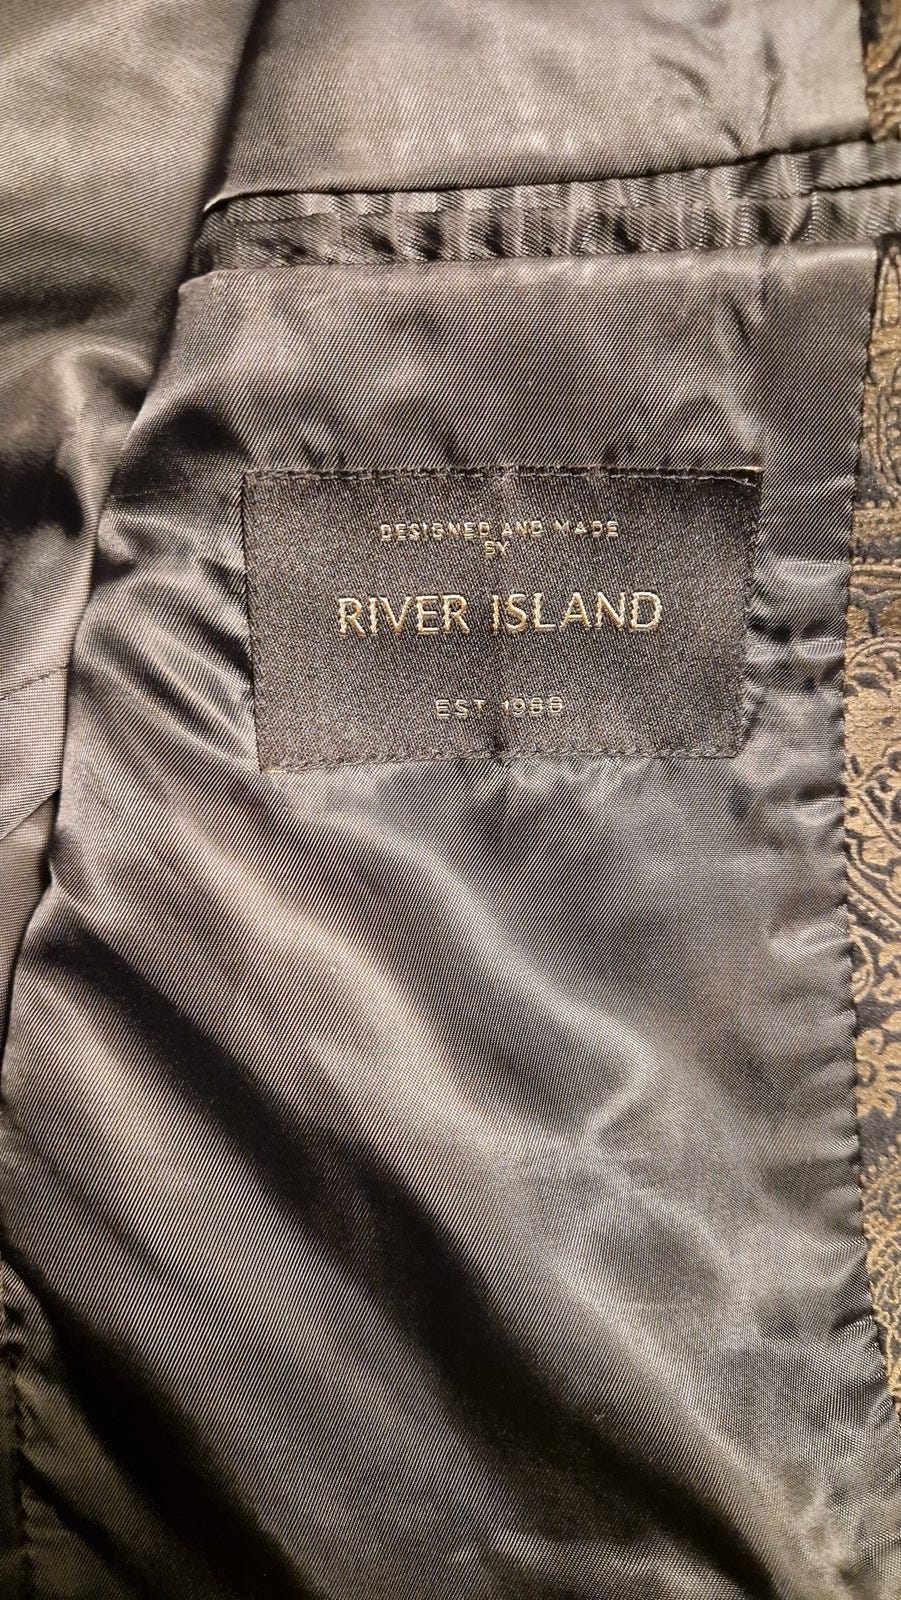 DESIGNED AND MADE
BY
RIVER ISLAND
EST 1988